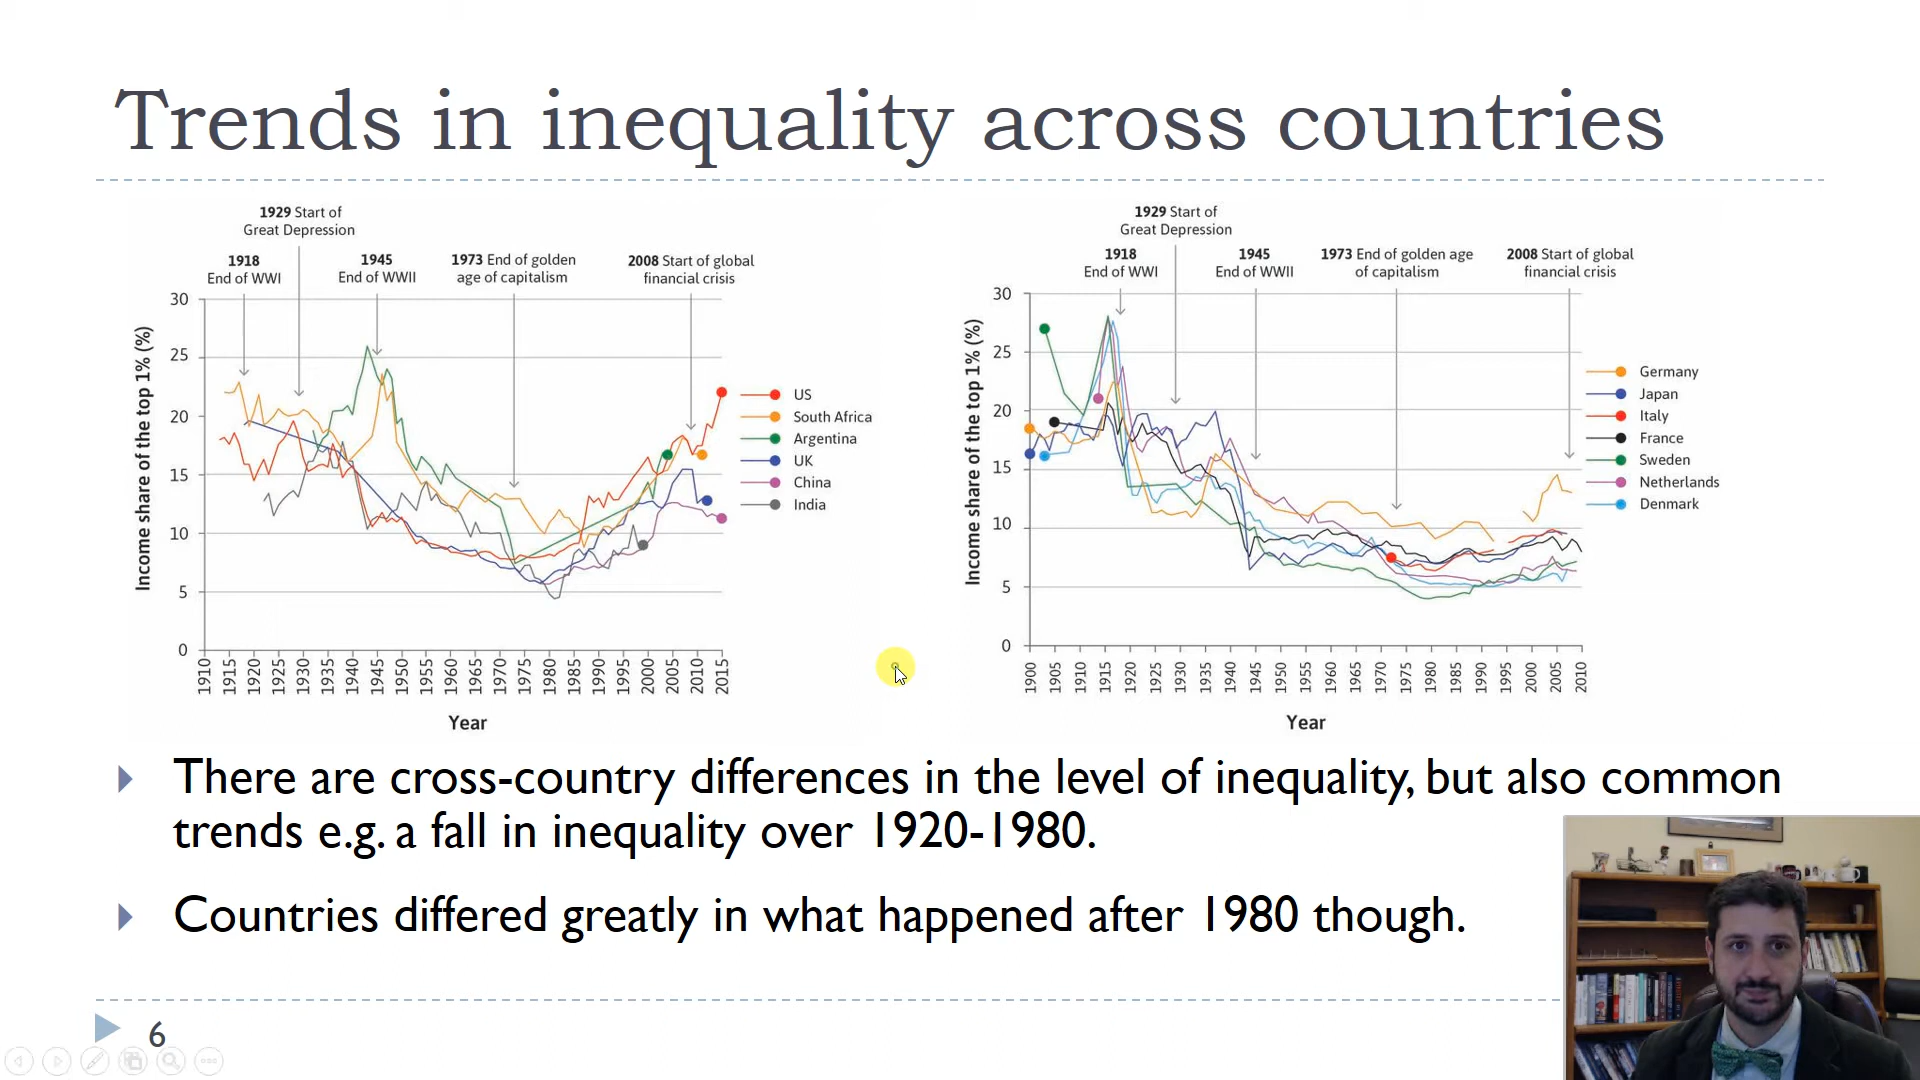 Trends in inequality across countries
1929 Start of
Great Depression
1918
End of WWI
1945
End of WWII
1973 End of golden
age of capitalism
2008 Start of global
financial crisis
Income share of the top 1% (%)
30
25
20
15
10
5
0
1910 1915 1920 1925 1930 1935 1940 1945 1950 1955 1960 1965 1970 1975 1980 1985 1990 1995 2000 2005 2010 2015
Year
US
South Africa
Argentina
UK
China
India
1929 Start of
Great Depression
1918
End of WWI
1945
End of WWII
1973 End of golden age
of capitalism
2008 Start of global
financial crisis
Income share of the top 1% (%)
30
25
20
15
10
5
0
1900 1905 1910 1915 1920 1925 1930 1935 1940 1945 1950 1955 1960 1965 1970 1975 1980 1985 1990 1995 2000 2005 2010
Year
Germany
Japan
Italy
France
Sweden
Netherlands
Denmark
There are cross-country differences in the level of inequality, but also common
trends e.g. a fall in inequality over 1920-1980.
Countries differed greatly in what happened after 1980 though.
6